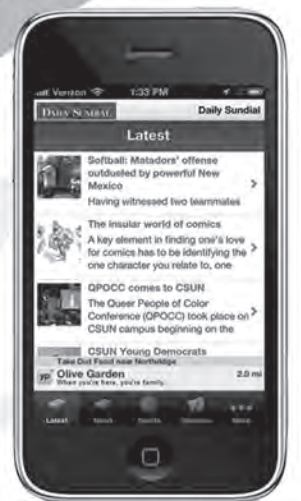 Verizon 1:33 PM
DAILY SUNDIAL Daily Sundial
Latest
Softball: Matadors' offense
outdueled by powerful New
Mexico
Having witnessed two teammates
The insular world of comics
A key element in finding one's love
for comics has to be identifying the
one character you relate to, one
QPOCC comes to CSUN
The Queer People of Color
Conference (QPOCC) took place on
CSUN campus beginning on the
CSUN Young Democrats
Take Out Food near Northridge
yp Olive Garden 2.0 mi
When you're here, you're family.
Latest News Sports More